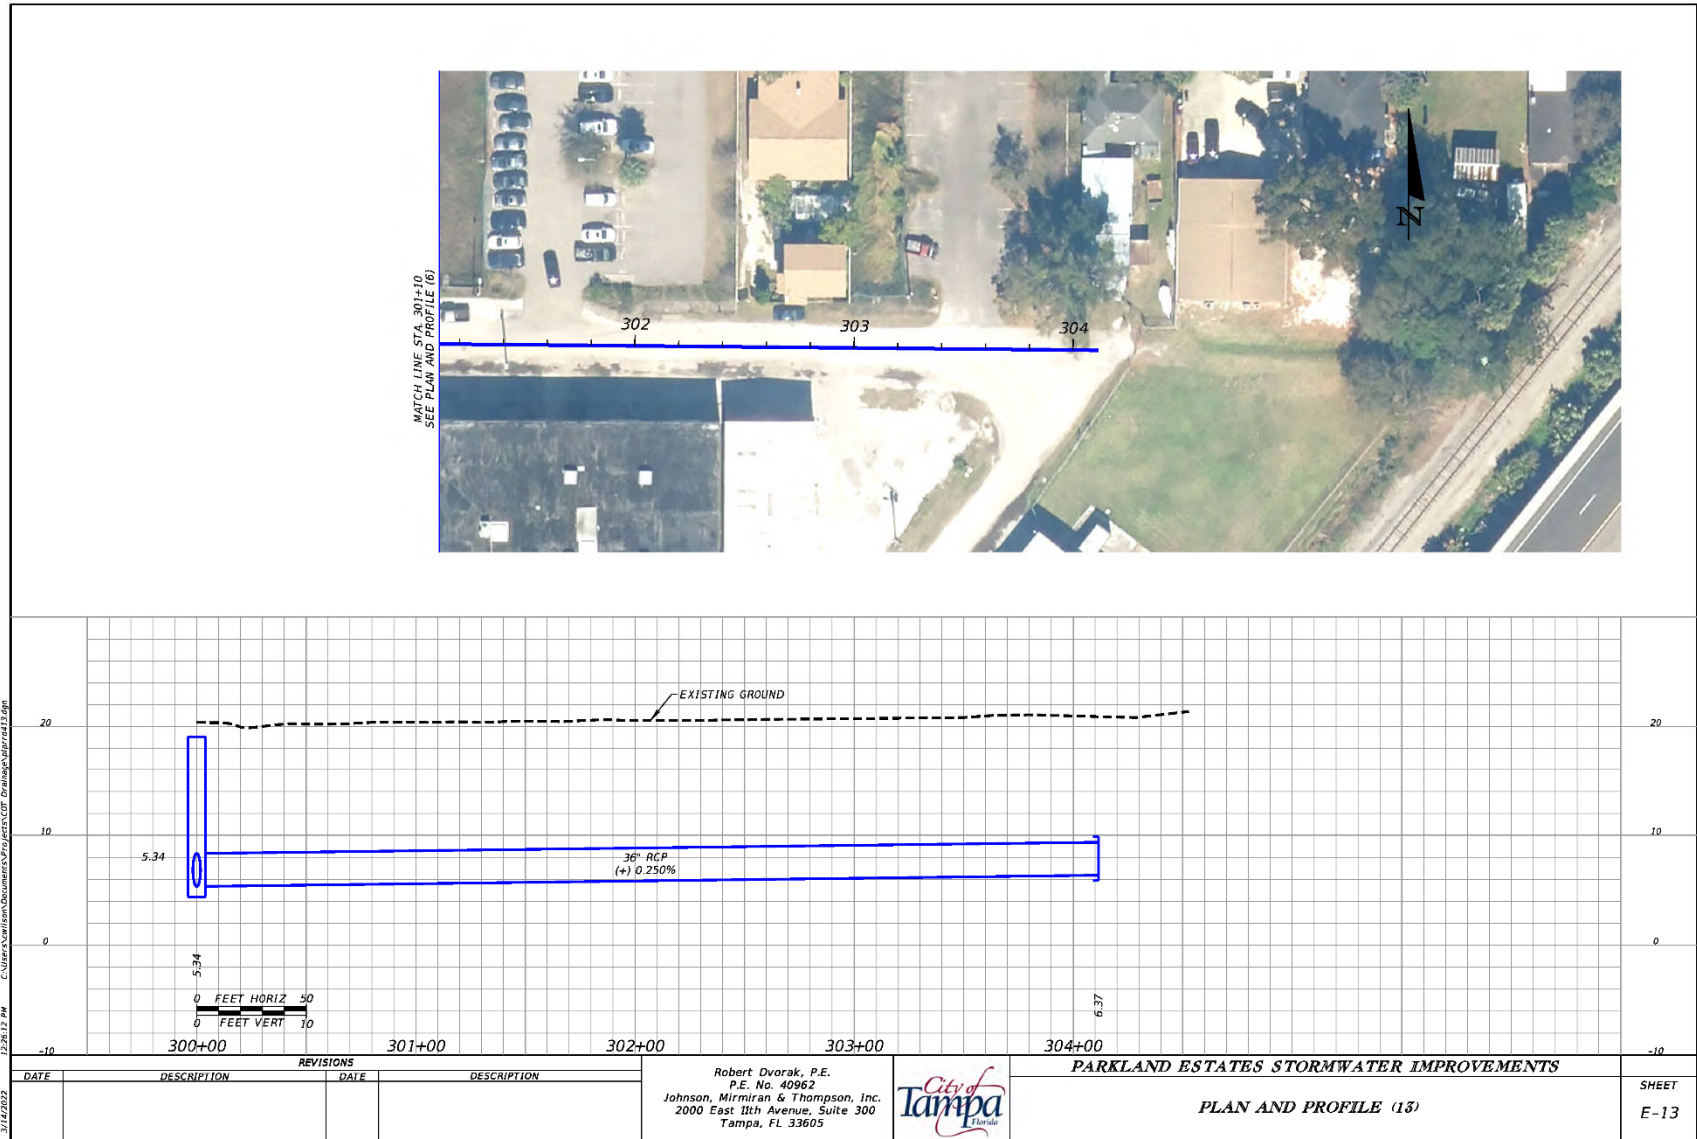 MATCH LINE STA. 301+10
SEE PLAN AND PROFILE (6)
302
303
304
N
EXISTING GROUND
20
20
10
10
5.34
36" RCP
(+) 0.250%
0
0
5.34
6.37
0 FEET HORIZ 50
0 FEET VERT 10
-10
-10
300+00
301+00
302+00
303+00
304+00
REVISIONS
DATE
DESCRIPTION
DATE
DESCRIPTION
Robert Dvorak, P.E.
P.E. No. 40962
Johnson, Mirmiran & Thompson, Inc.
2000 East 11th Avenue, Suite 300
Tampa, FL 33605
City of
Tampa
Florida
PARKLAND ESTATES STORMWATER IMPROVEMENTS
PLAN AND PROFILE (13)
SHEET
E-13
3/14/2022
12:26:12 PM